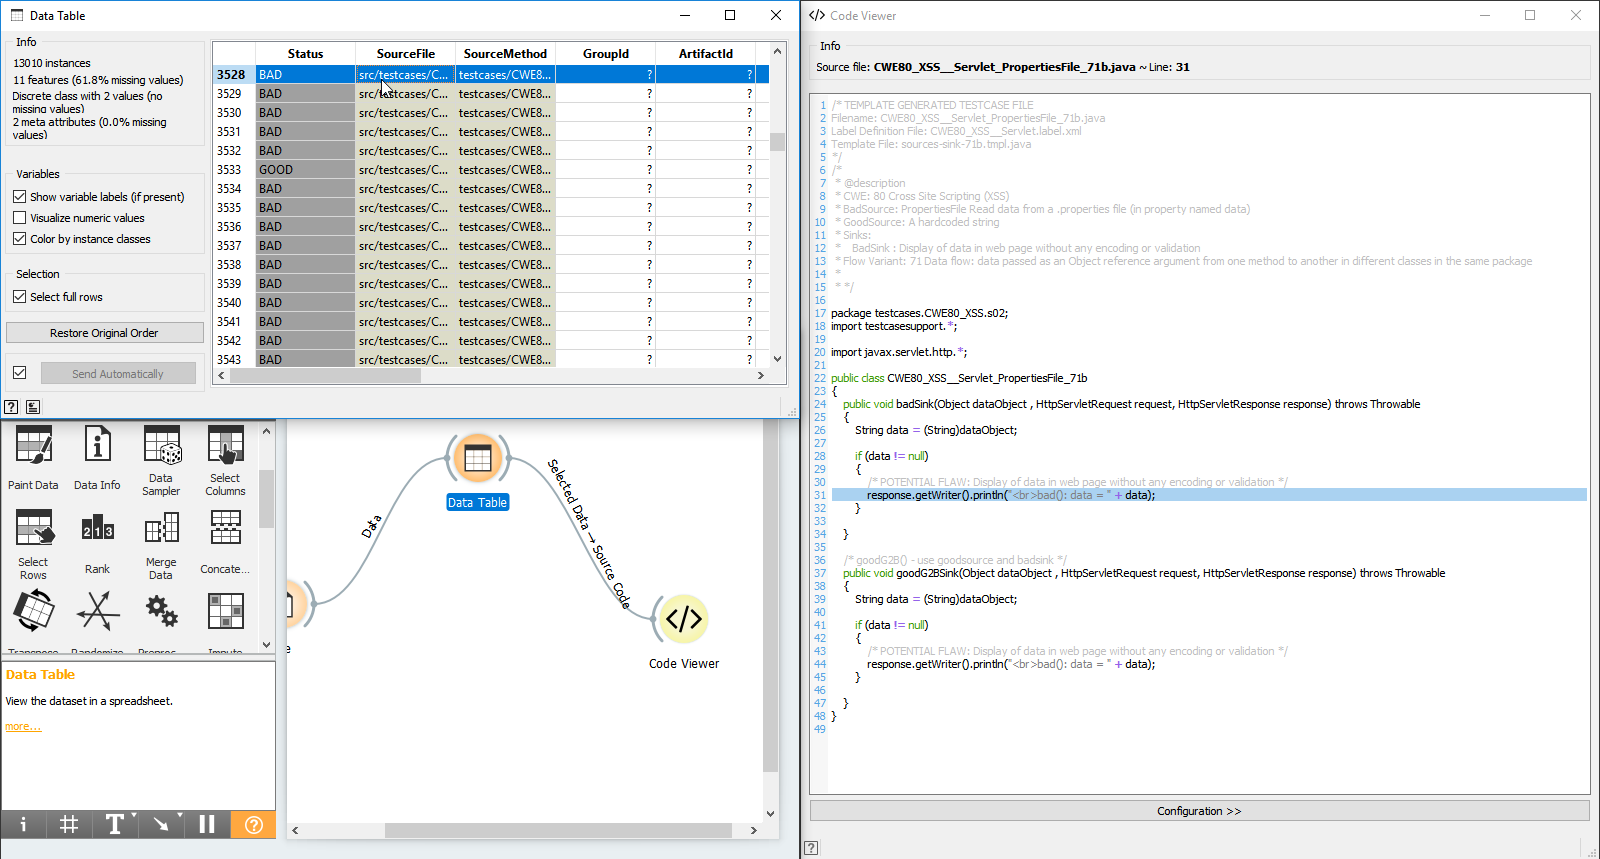 Data Table
Info
13010 instances
11 features (61.8% missing values)
Discrete class with 2 values (no
missing values)
2 meta attributes (0.0% missing
values)
Variables
Show variable labels (if present)
Visualize numeric values
Color by instance classes
Selection
Select full rows
Restore Original Order
Send Automatically
Status SourceFile SourceMethod GroupId ArtifactId
3528 BAD src/testcases/C... testcases/CWE8... ? ?
3529 BAD src/testcases/C... testcases/CWE8... ? ?
3530 BAD src/testcases/C... testcases/CWE8... ? ?
3531 BAD src/testcases/C... testcases/CWE8... ? ?
3532 BAD src/testcases/C... testcases/CWE8... ? ?
3533 GOOD src/testcases/C... testcases/CWE8... ? ?
3534 BAD src/testcases/C... testcases/CWE8... ? ?
3535 BAD src/testcases/C... testcases/CWE8... ? ?
3536 BAD src/testcases/C... testcases/CWE8... ? ?
3537 BAD src/testcases/C... testcases/CWE8... ? ?
3538 BAD src/testcases/C... testcases/CWE8... ? ?
3539 BAD src/testcases/C... testcases/CWE8... ? ?
3540 BAD src/testcases/C... testcases/CWE8... ? ?
3541 BAD src/testcases/C... testcases/CWE8... ? ?
3542 BAD src/testcases/C... testcases/CWE8... ? ?
3543 BAD src/testcases/C... testcases/CWE8... ? ?
Paint Data
Data Info
Data
Sampler
Select
Columns
Select
Rows
Rank
Merge
Data
Concate...
Transpose Randomize Preproc... Impute
Data Table
View the dataset in a spreadsheet.
more...
Data
Data Table
Selected Data → Source Code
Code Viewer
e
</> Code Viewer
Info
Source file: CWE80_XSS__Servlet_PropertiesFile_71b.java ~ Line: 31
1 /* TEMPLATE GENERATED TESTCASE FILE
2 Filename: CWE80_XSS__Servlet_PropertiesFile_71b.java
3 Label Definition File: CWE80_XSS__Servlet.label.xml
4 Template File: sources-sink-71b.tmpl.java
5 */
6 /*
7 * @description
8 * CWE: 80 Cross Site Scripting (XSS)
9 * BadSource: PropertiesFile Read data from a .properties file (in property named data)
10 * GoodSource: A hardcoded string
11 * Sinks:
12 * BadSink : Display of data in web page without any encoding or validation
13 * Flow Variant: 71 Data flow: data passed as an Object reference argument from one method to another in different classes in the same package
14 *
15 * */
16
17 package testcases.CWE80_XSS.s02;
18 import testcasesupport.*;
19
20 import javax.servlet.http.*;
21
22 public class CWE80_XSS__Servlet_PropertiesFile_71b
23 {
24 public void badSink(Object dataObject , HttpServletRequest request, HttpServletResponse response) throws Throwable
25 {
26 String data = (String)dataObject;
27
28 if (data != null)
29 {
30 /* POTENTIAL FLAW: Display of data in web page without any encoding or validation */
31 response.getWriter().println("<br>bad(): data = " + data);
32 }
33
34 }
35
36 /* goodG2B() - use goodsource and badsink */
37 public void goodG2BSink(Object dataObject , HttpServletRequest request, HttpServletResponse response) throws Throwable
38 {
39 String data = (String)dataObject;
40
41 if (data != null)
42 {
43 /* POTENTIAL FLAW: Display of data in web page without any encoding or validation */
44 response.getWriter().println("<br>bad(): data = " + data);
45 }
46
47 }
48 }
49
Configuration >>